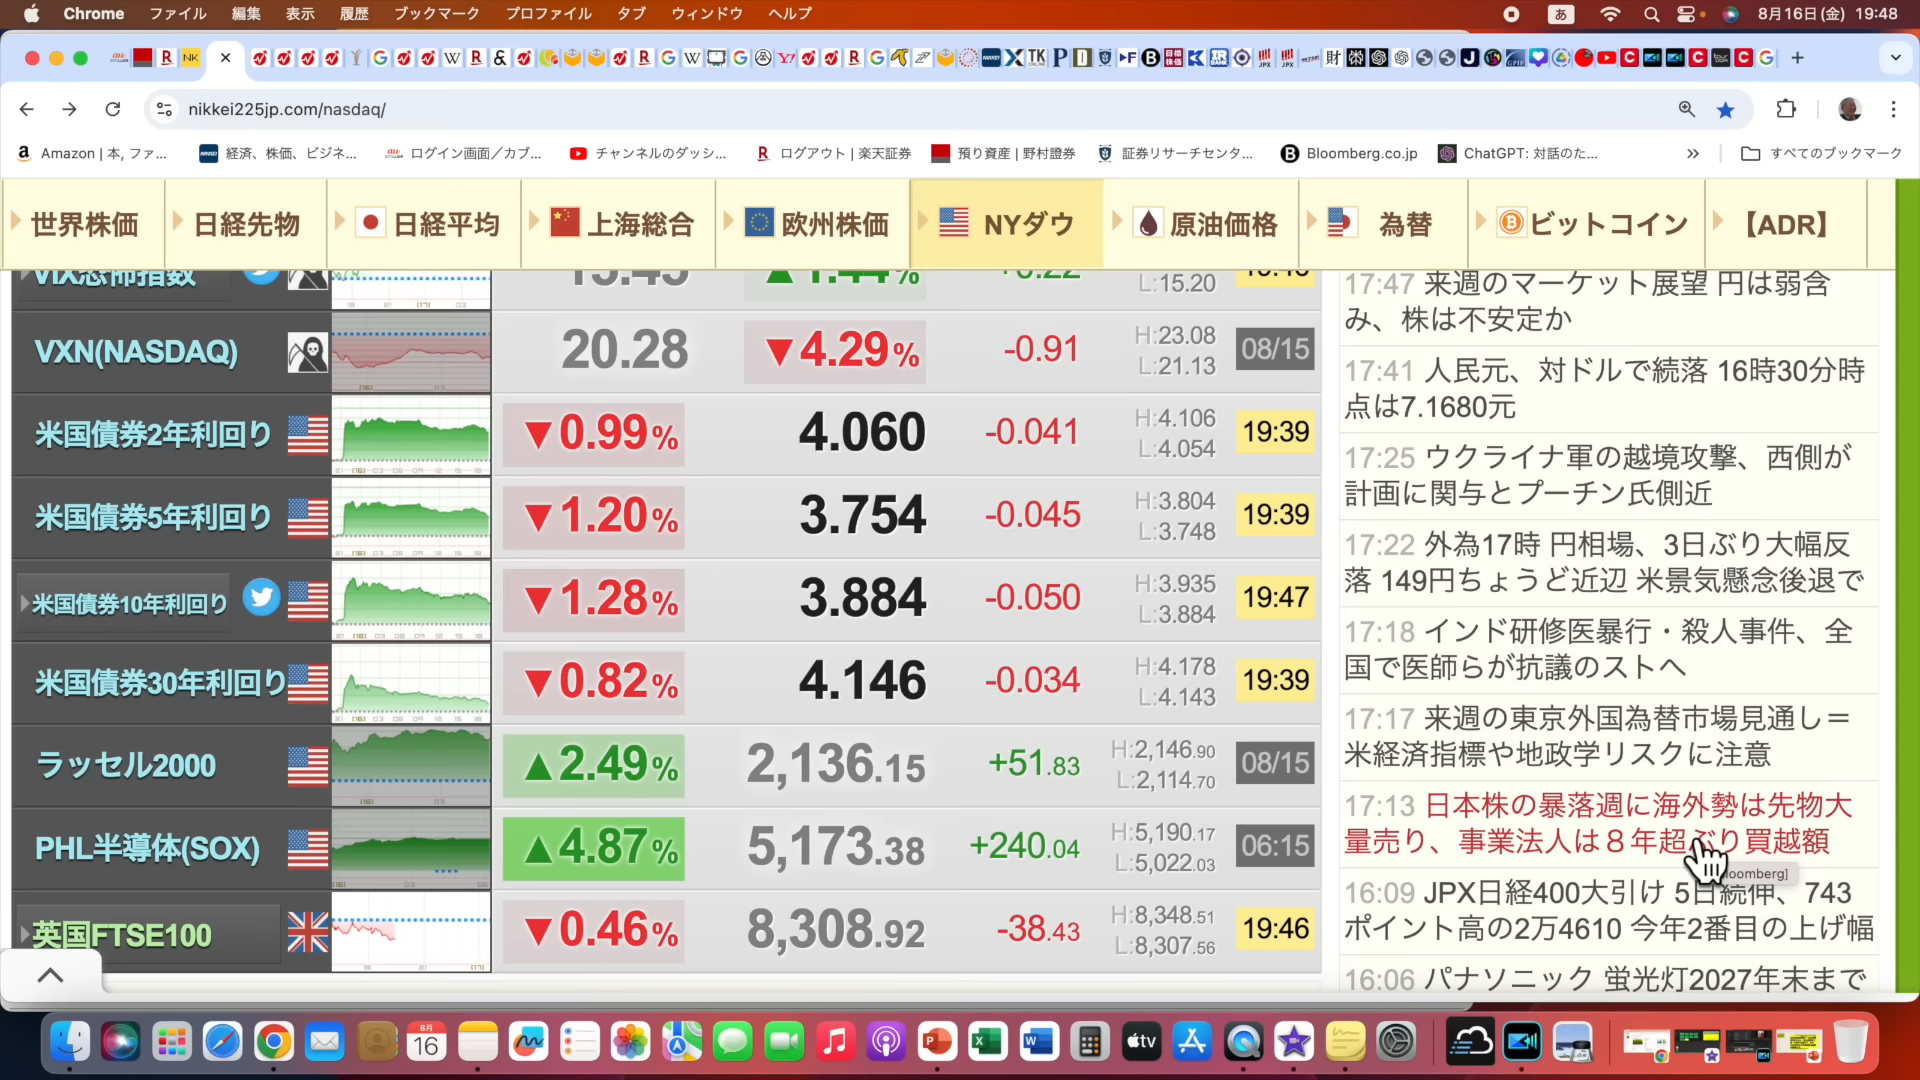 Chrome ファイル 編集 表示 履歴 ブックマーク プロファイル タブ ウィンドウ ヘルプ あ 8月16日(金) 19:48
nikkei225jp.com/nasdaq/
Amazon | 本, ファ... 経済、株価、ビジネ... ログイン画面／カブ... チャンネルのダッシ... ログアウト | 楽天証券 預り資産 | 野村證券 証券リサーチセンタ... Bloomberg.co.jp ChatGPT: 対話のた... » すべてのブックマーク
世界株価 日経先物 日経平均 上海総合 欧州株価 NYダウ 原油価格 為替 ビットコイン 【ADR】
VIX恐怖指数 15.45 ▲1.44% +0.22 L:15.20
VXN(NASDAQ) 20.28 ▼4.29% -0.91 H:23.08 L:21.13 08/15
米国債券2年利回り ▼0.99% 4.060 -0.041 H:4.106 L:4.054 19:39
米国債券5年利回り ▼1.20% 3.754 -0.045 H:3.804 L:3.748 19:39
米国債券10年利回り ▼1.28% 3.884 -0.050 H:3.935 L:3.884 19:47
米国債券30年利回り ▼0.82% 4.146 -0.034 H:4.178 L:4.143 19:39
ラッセル2000 ▲2.49% 2,136.15 +51.83 H:2,146.90 L:2,114.70 08/15
PHL半導体(SOX) ▲4.87% 5,173.38 +240.04 H:5,190.17 L:5,022.03 06:15
英国FTSE100 ▼0.46% 8,308.92 -38.43 H:8,348.51 L:8,307.56 19:46
17:47 来週のマーケット展望 円は弱含
み、株は不安定か
17:41 人民元、対ドルで続落 16時30分時
点は7.1680元
17:25 ウクライナ軍の越境攻撃、西側が
計画に関与とプーチン氏側近
17:22 外為17時 円相場、3日ぶり大幅反
落 149円ちょうど近辺 米景気懸念後退で
17:18 インド研修医暴行・殺人事件、全
国で医師らが抗議のストへ
17:17 来週の東京外国為替市場見通し＝
米経済指標や地政学リスクに注意
17:13 日本株の暴落週に海外勢は先物大
量売り、事業法人は８年超ぶり買越額
loomberg]
16:09 JPX日経400大引け 5日続伸、743
ポイント高の2万4610 今年2番目の上げ幅
16:06 パナソニック 蛍光灯2027年末まで
8月
16